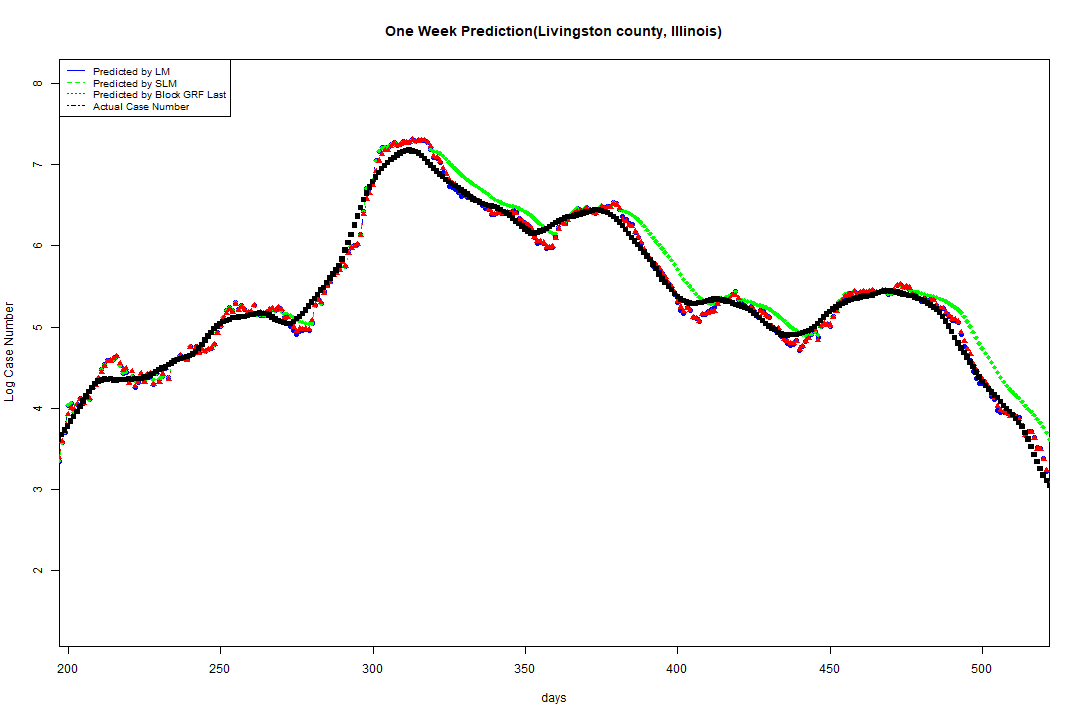 One Week Prediction(Livingston county, Illinois)
Predicted by LM
Predicted by SLM
Predicted by Block GRF Last
Actual Case Number
8
7
6
5
4
3
2
Log Case Number
200 250 300 350 400 450 500
days